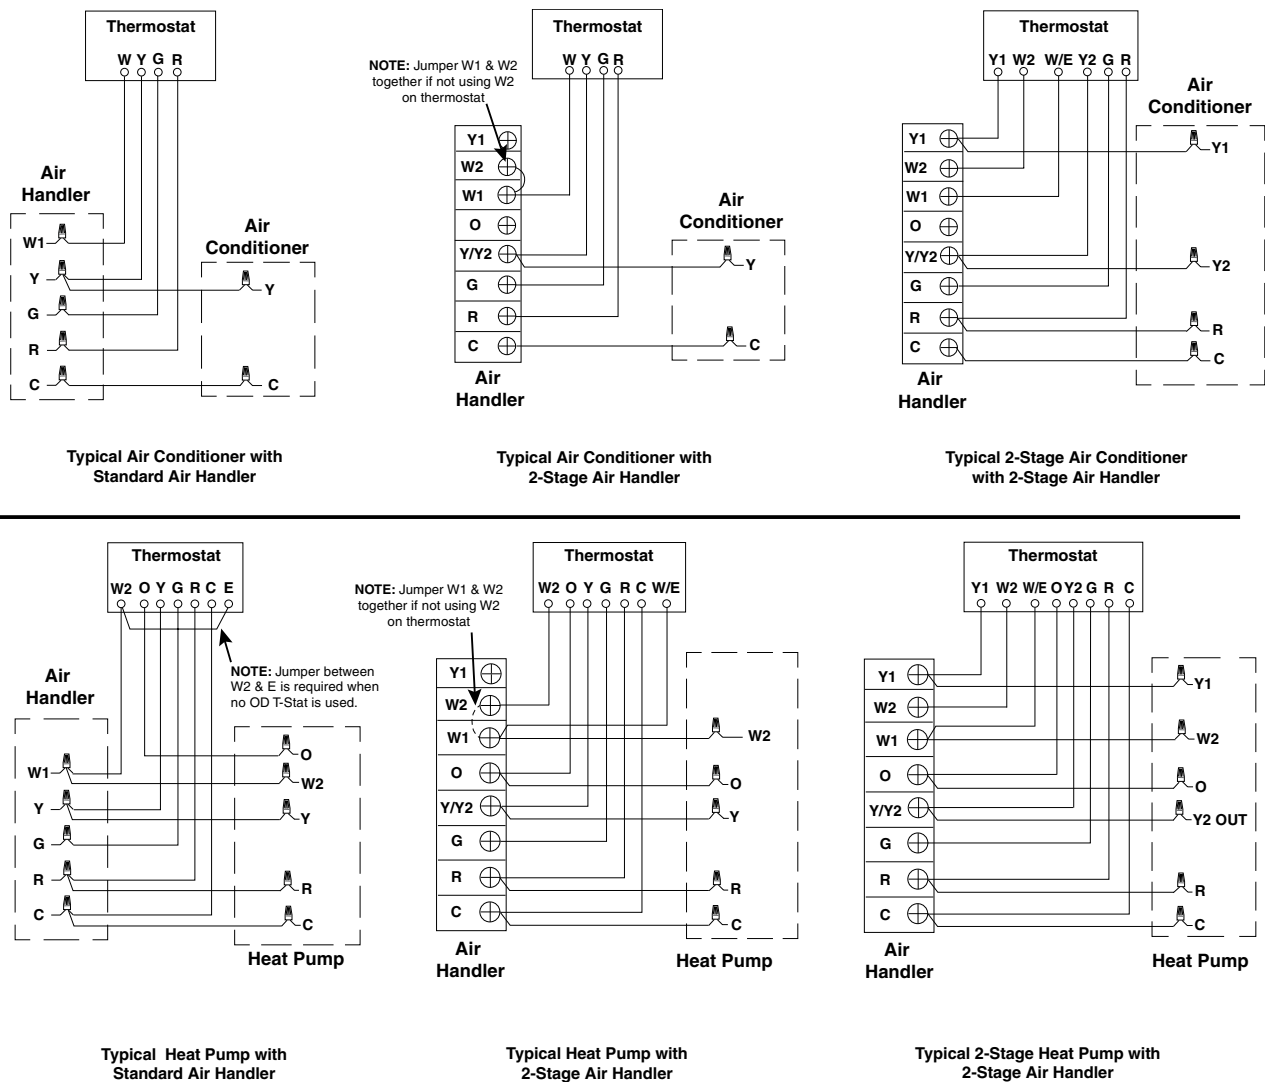 Thermostat
W Y G R
Air
Handler
W1
Y
G
R
C
Air
Conditioner
Y
C
Typical Air Conditioner with
Standard Air Handler
Thermostat
W Y G R
NOTE: Jumper W1 & W2
together if not using W2
on thermostat
Y1
W2
W1
O
Y/Y2
G
R
C
Air
Handler
Air
Conditioner
Y
C
Typical Air Conditioner with
2-Stage Air Handler
Thermostat
Y1 W2 W/E Y2 G R
Y1
W2
W1
O
Y/Y2
G
R
C
Air
Handler
Air
Conditioner
Y1
Y2
R
C
Typical 2-Stage Air Conditioner
with 2-Stage Air Handler
Thermostat
W2 O Y G R C E
NOTE: Jumper between
W2 & E is required when
no OD T-Stat is used.
Air
Handler
W1
Y
G
R
C
O
W2
Y
R
C
Heat Pump
Typical Heat Pump with
Standard Air Handler
Thermostat
W2 O Y G R C W/E
NOTE: Jumper W1 & W2
together if not using W2
on thermostat
Y1
W2
W1
O
Y/Y2
G
R
C
Air
Handler
W2
O
Y
R
C
Heat Pump
Typical Heat Pump with
2-Stage Air Handler
Thermostat
Y1 W2 W/E O Y2 G R C
Y1
W2
W1
O
Y/Y2
G
R
C
Air
Handler
Y1
W2
O
Y2 OUT
R
C
Heat Pump
Typical 2-Stage Heat Pump with
2-Stage Air Handler